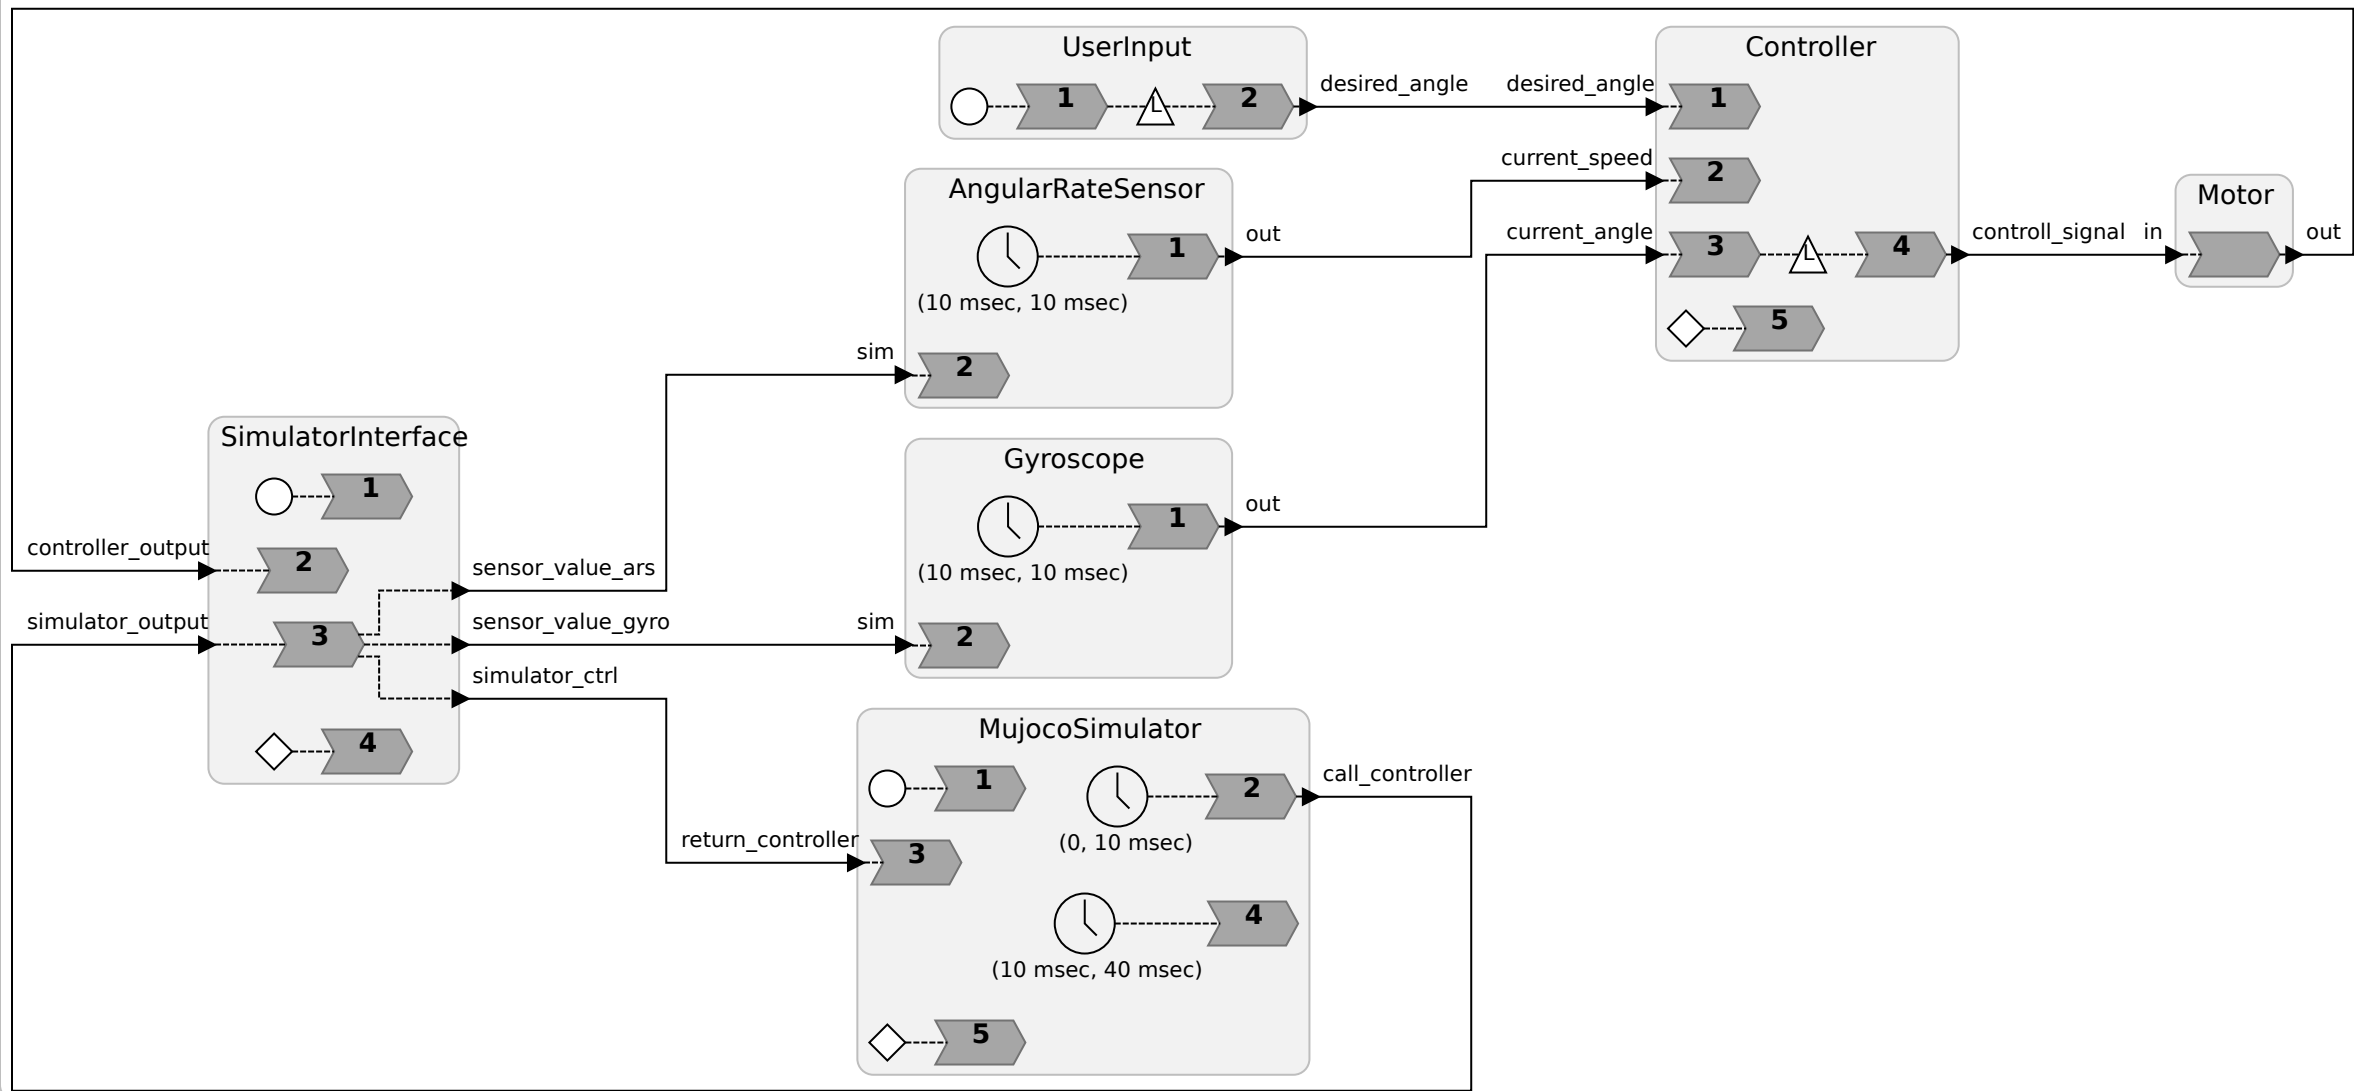 UserInput
1
L
2
desired_angle
desired_angle
Controller
1
current_speed
2
current_angle
3
L
4
controll_signal
in
Motor
out
5
AngularRateSensor
1
out
(10 msec, 10 msec)
sim
2
SimulatorInterface
1
controller_output
2
sensor_value_ars
simulator_output
3
sensor_value_gyro
simulator_ctrl
4
Gyroscope
1
out
(10 msec, 10 msec)
sim
2
MujocoSimulator
1
2
call_controller
(0, 10 msec)
return_controller
3
4
(10 msec, 40 msec)
5